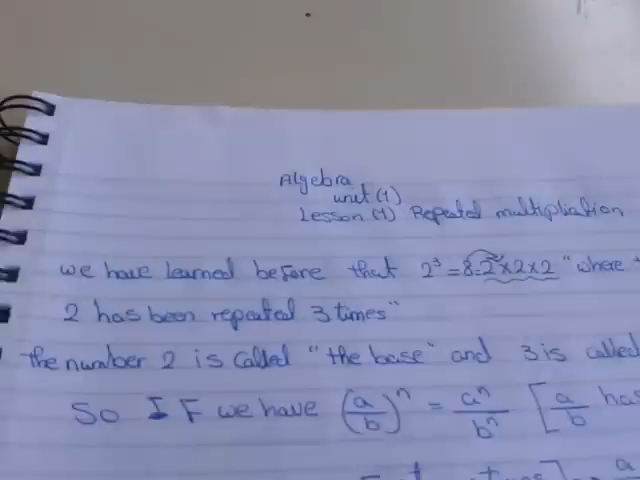 Algebra
unit (1)
Lesson (1) Repeated multipliation
we have learned before that 2³ = 8 = 2 × 2 × 2 "where
2 has been repeated 3 times"
the number 2 is called "the base" and 3 is called
So IF we have (a/b)ⁿ = aⁿ/bⁿ [a/b has
times] a